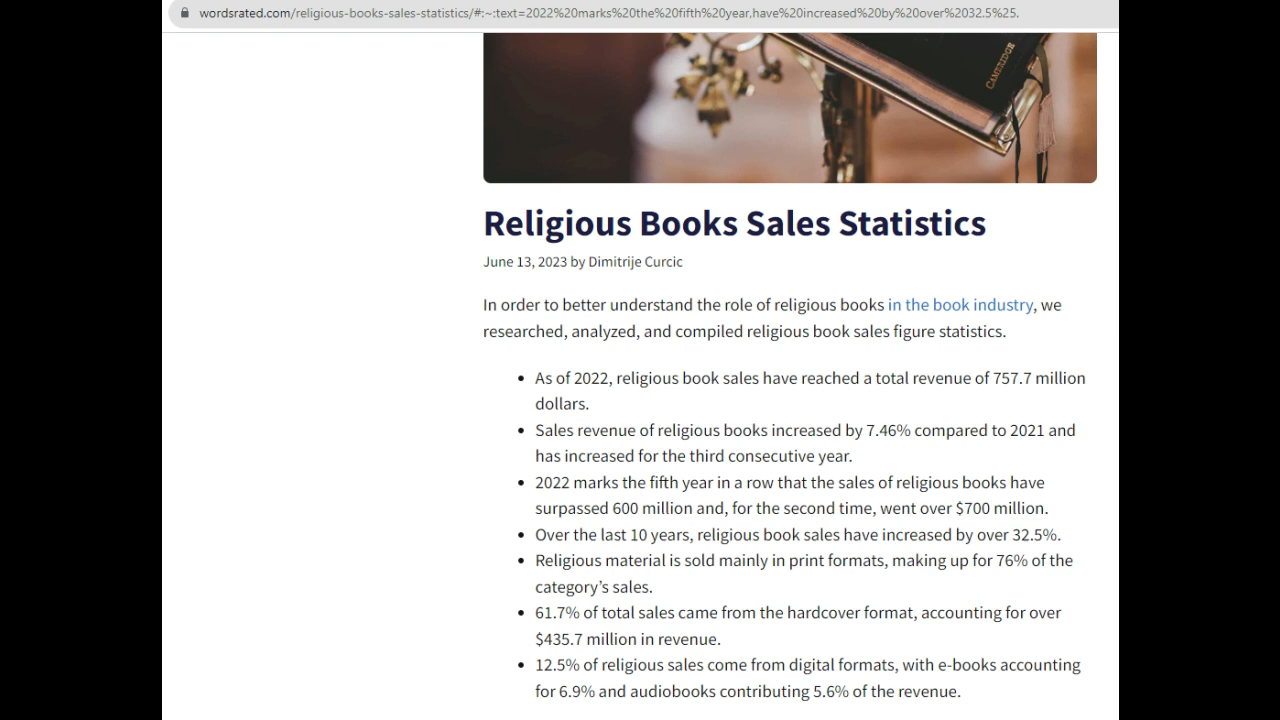 wordsrated.com/religious-books-sales-statistics/#:~:text=2022%20marks%20the%20fifth%20year,have%20increased%20by%20over%2032.5%25.
CAMBRIDGE
Religious Books Sales Statistics
June 13, 2023 by Dimitrije Curcic
In order to better understand the role of religious books in the book industry, we
researched, analyzed, and compiled religious book sales figure statistics.
• As of 2022, religious book sales have reached a total revenue of 757.7 million
dollars.
• Sales revenue of religious books increased by 7.46% compared to 2021 and
has increased for the third consecutive year.
• 2022 marks the fifth year in a row that the sales of religious books have
surpassed 600 million and, for the second time, went over $700 million.
• Over the last 10 years, religious book sales have increased by over 32.5%.
• Religious material is sold mainly in print formats, making up for 76% of the
category’s sales.
• 61.7% of total sales came from the hardcover format, accounting for over
$435.7 million in revenue.
• 12.5% of religious sales come from digital formats, with e-books accounting
for 6.9% and audiobooks contributing 5.6% of the revenue.